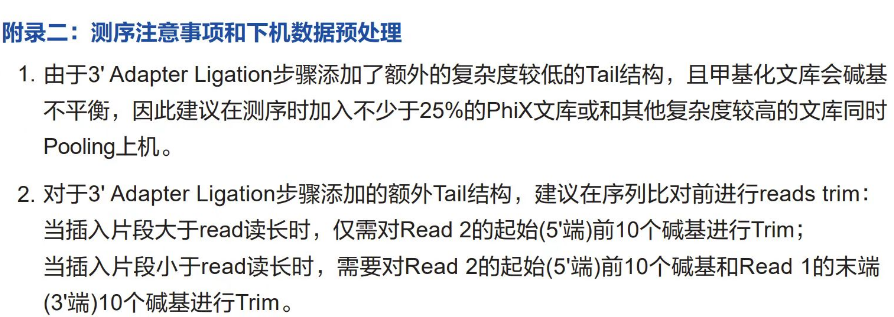 附录二：测序注意事项和下机数据预处理
1. 由于3' Adapter Ligation步骤添加了额外的复杂度较低的Tail结构，且甲基化文库会碱基
不平衡，因此建议在测序时加入不少于25%的PhiX文库或和其他复杂度较高的文库同时
Pooling上机。
2. 对于3' Adapter Ligation步骤添加的额外Tail结构，建议在序列比对前进行reads trim：
当插入片段大于read读长时，仅需对Read 2的起始(5'端)前10个碱基进行Trim；
当插入片段小于read读长时，需要对Read 2的起始(5'端)前10个碱基和Read 1的末端
(3'端)10个碱基进行Trim。